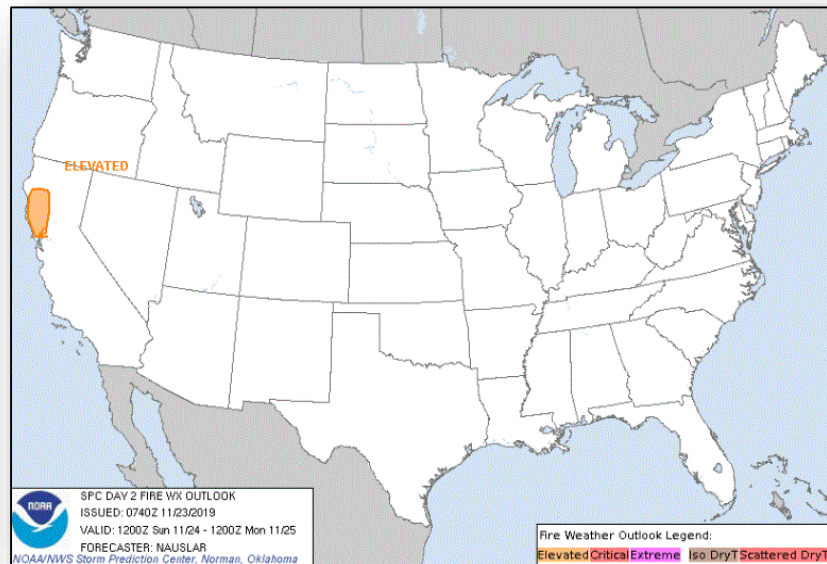 ELEVATED
NOAA
SPC DAY 2 FIRE WX OUTLOOK
ISSUED: 0740Z 11/23/2019
VALID: 1200Z Sun 11/24 - 1200Z Mon 11/25
FORECASTER: NAUSLAR
NOAA/NWS Storm Prediction Center, Norman, Oklahoma
Fire Weather Outlook Legend:
Elevated Critical Extreme Iso DryT Scattered DryT